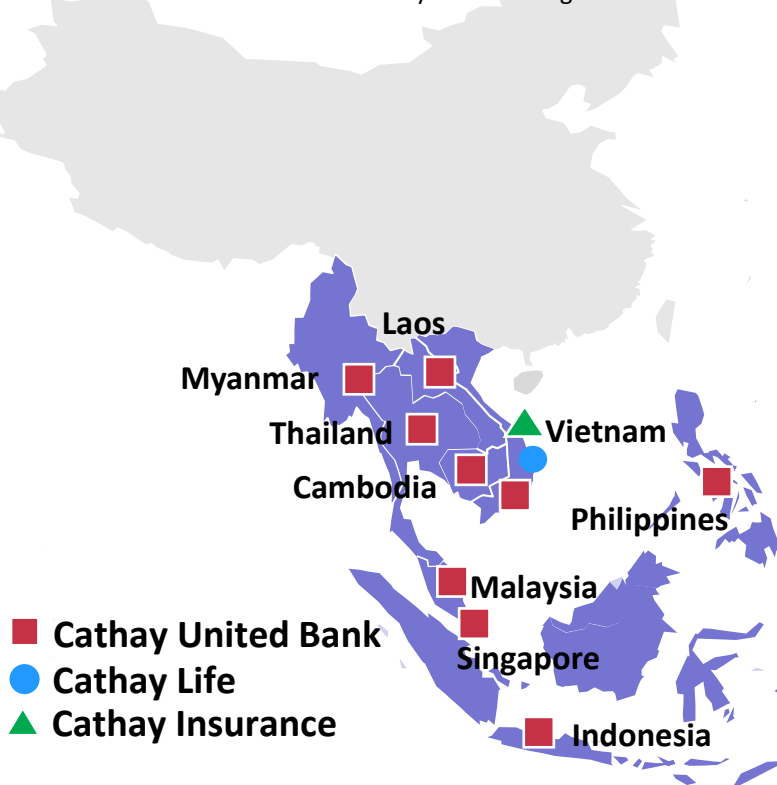 Laos
Myanmar
Thailand
Vietnam
Cambodia
Philippines
Malaysia
Cathay United Bank
Singapore
Cathay Life
Cathay Insurance
Indonesia